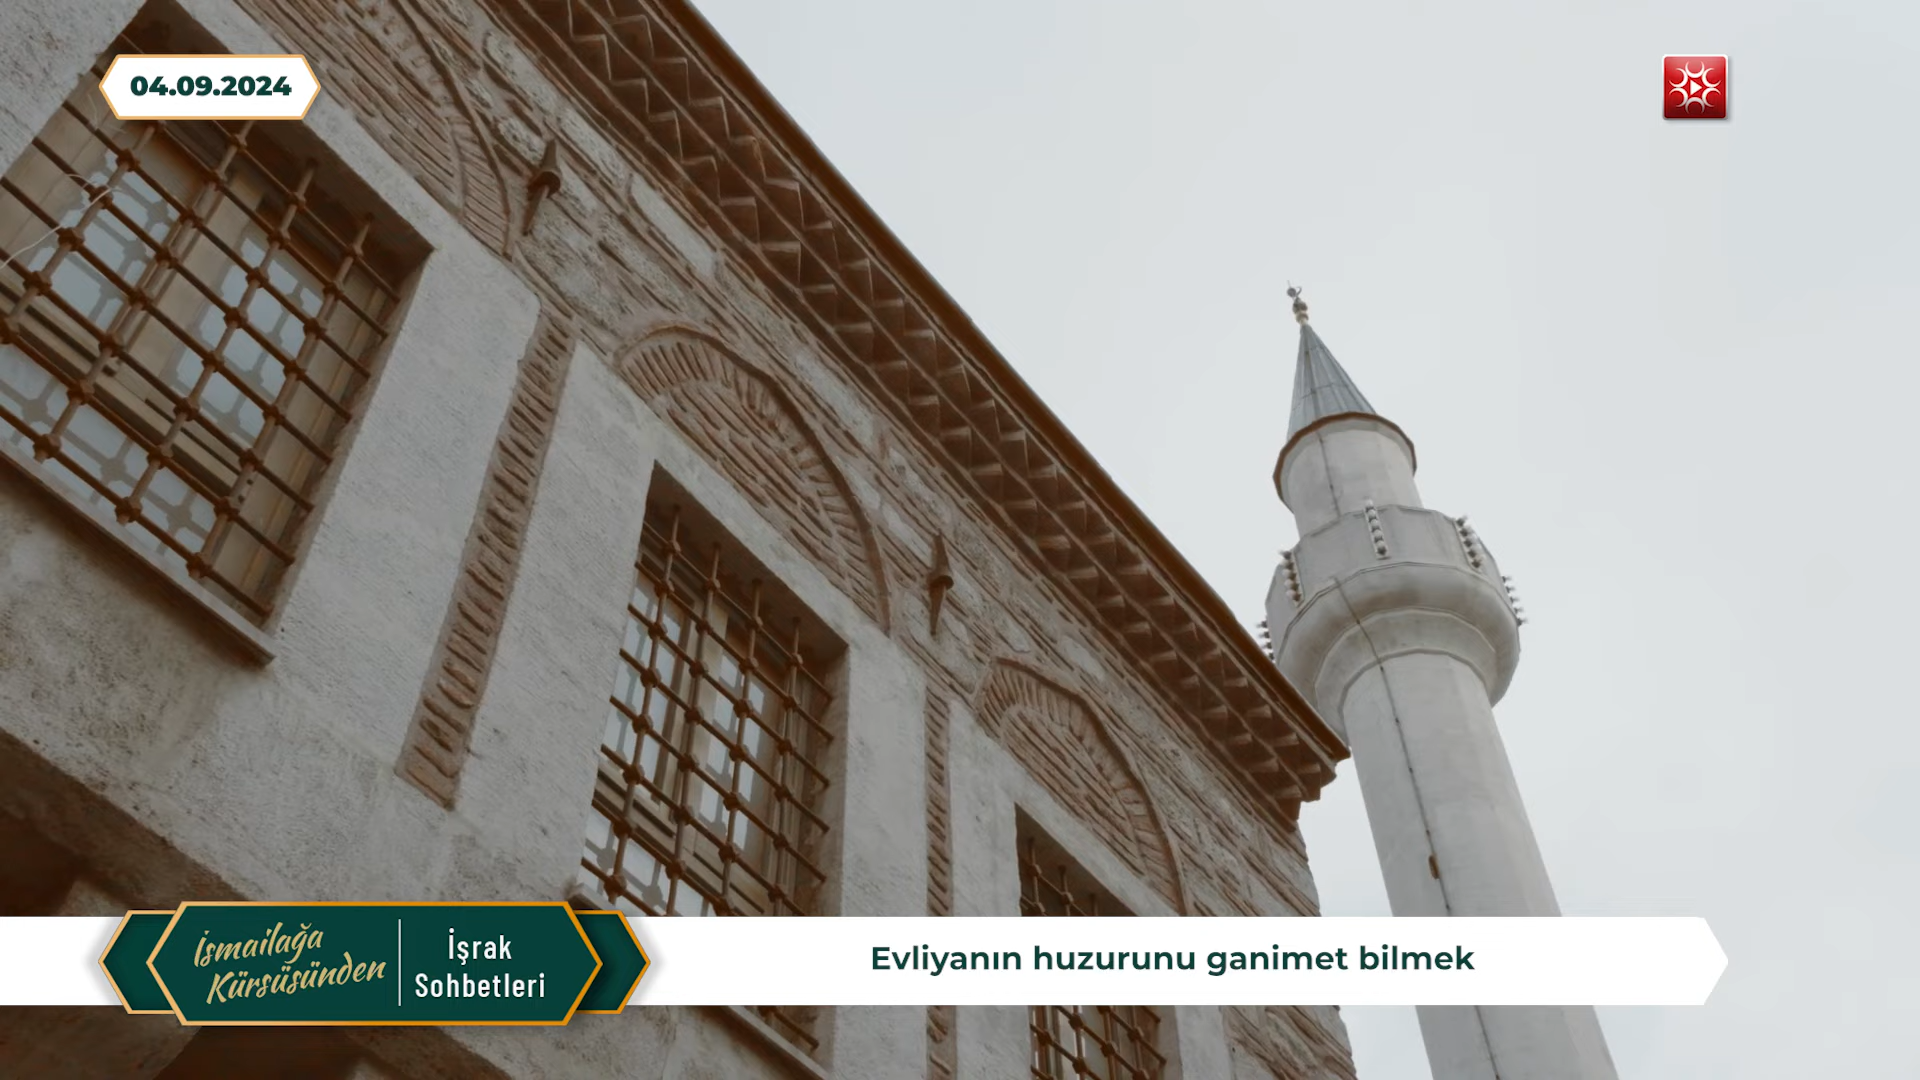 04.09.2024
İsmailağa
Kürsüsünden
İşrak
Sohbetleri
Evliyanın huzurunu ganimet bilmek